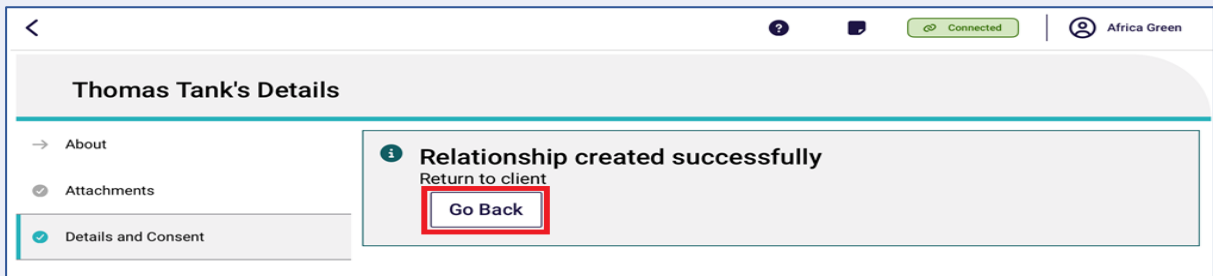 Connected
Africa Green
Thomas Tank's Details
About
Attachments
Details and Consent
Relationship created successfully
Return to client
Go Back